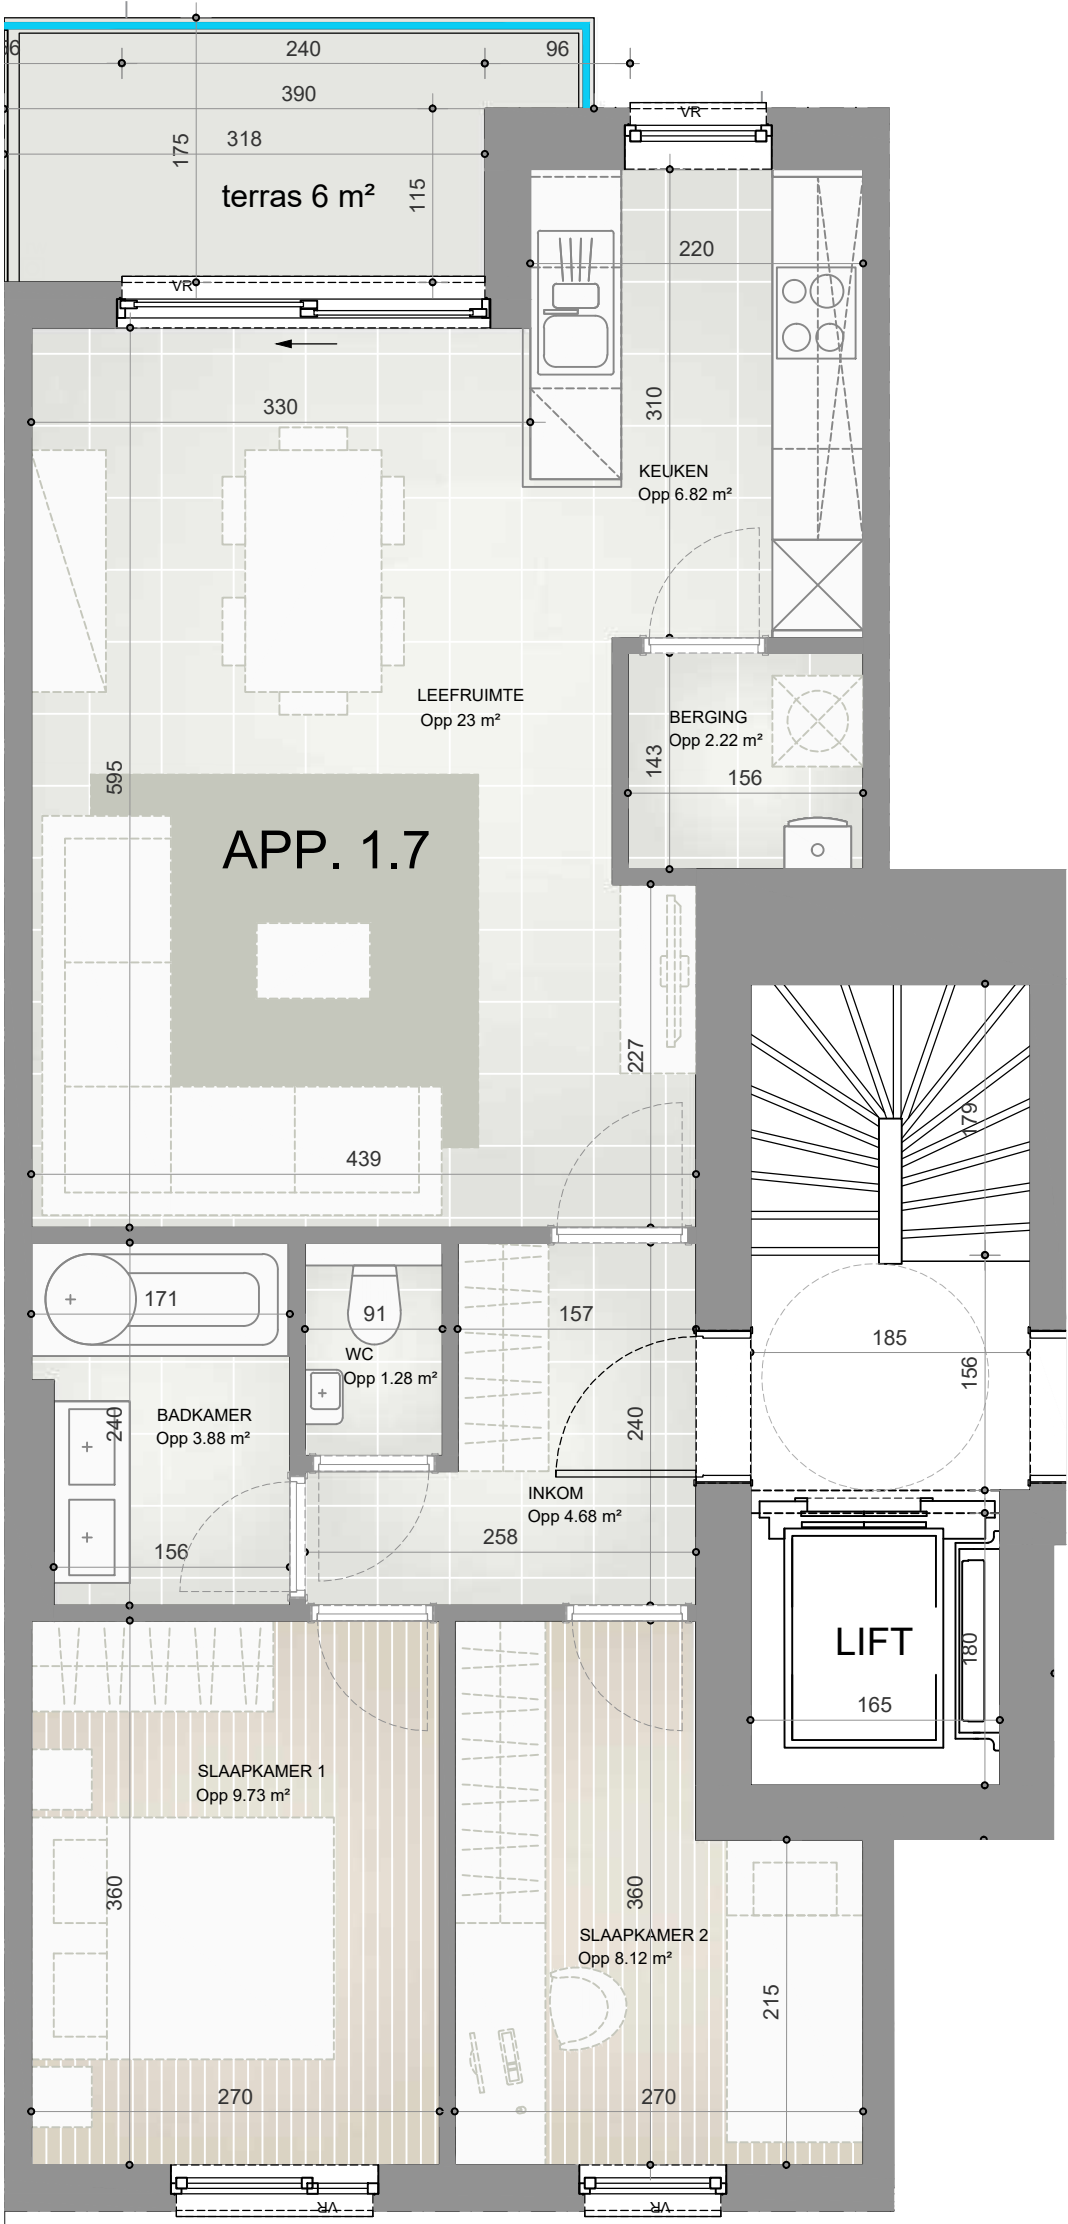 240
96
390
318
175
115
terras 6 m²
VR
VR
220
310
330
KEUKEN
Opp 6.82 m²
LEEFRUIMTE
Opp 23 m²
BERGING
Opp 2.22 m²
143
156
595
APP. 1.7
227
179
439
171
91
157
185
156
WC
Opp 1.28 m²
BADKAMER
Opp 3.88 m²
240
240
INKOM
Opp 4.68 m²
156
258
LIFT
180
165
SLAAPKAMER 1
Opp 9.73 m²
360
360
SLAAPKAMER 2
Opp 8.12 m²
215
270
270
VR
VR